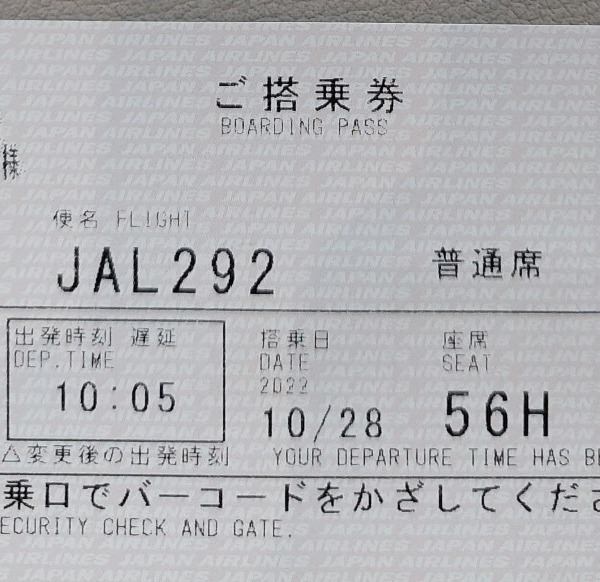 ご搭乗券
BOARDING PASS
様
便名 FLIGHT
JAL292 普通席
出発時刻 遅延 搭乗日 座席
DEP.TIME DATE SEAT
2022
10:05 10/28 56H
△変更後の出発時刻 YOUR DEPARTURE TIME HAS BE
乗口でバーコードをかざしてくださ
ECURITY CHECK AND GATE.